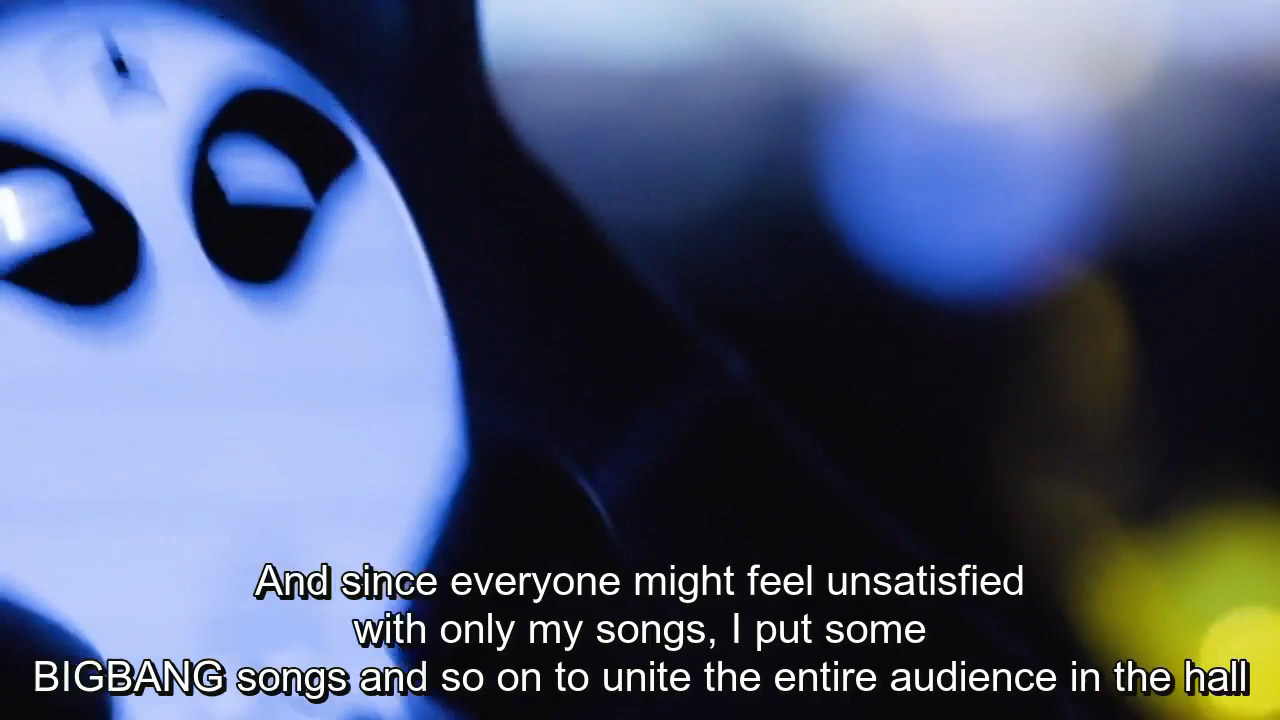 And since everyone might feel unsatisfied
with only my songs, I put some
BIGBANG songs and so on to unite the entire audience in the hall